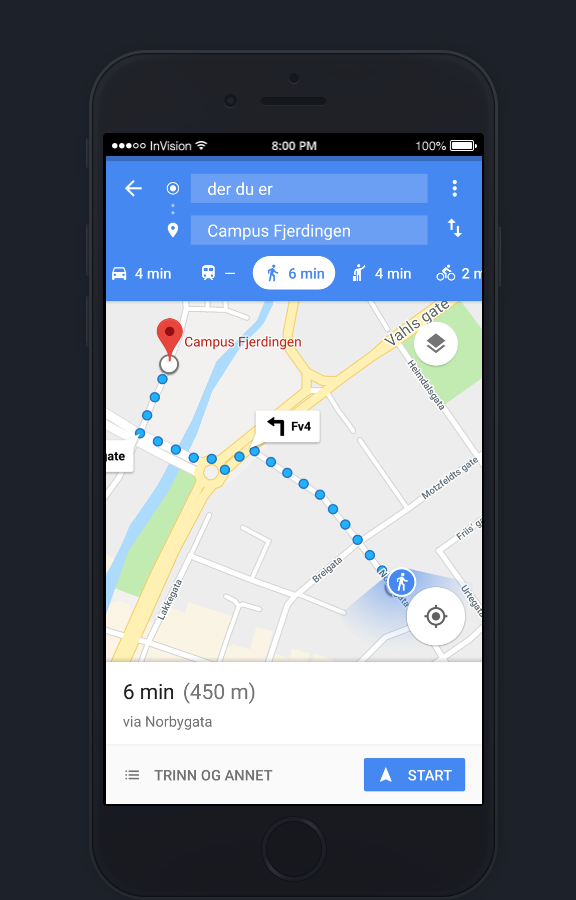 InVision
8:00 PM
100%
der du er
Campus Fjerdingen
4 min
—
6 min
4 min
2 m
Vahls gate
Campus Fjerdingen
Heimdalsgata
Fv4
gate
Motzfeldts gate
Friis' ga
Breigata
Urtegata
Lakkegata
6 min (450 m)
via Norbygata
TRINN OG ANNET
START